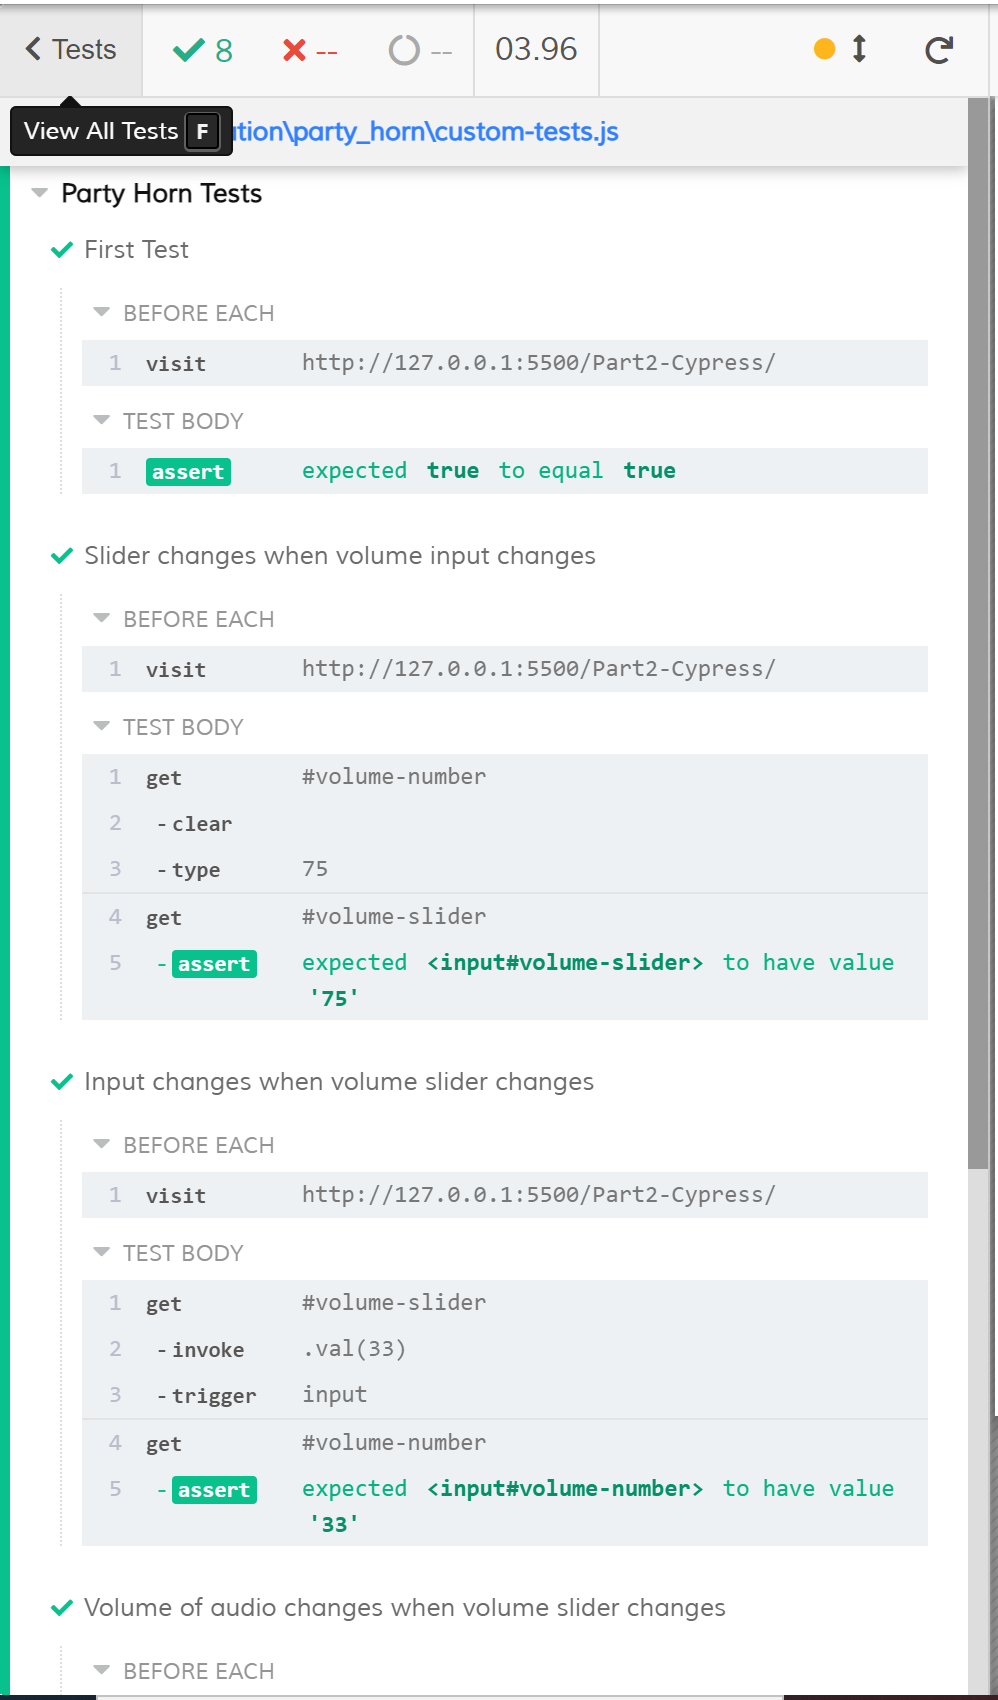 Tests 8 -- -- 03.96
View All Tests F ution\party_horn\custom-tests.js
Party Horn Tests
First Test
BEFORE EACH
1 visit http://127.0.0.1:5500/Part2-Cypress/
TEST BODY
1 assert expected true to equal true
Slider changes when volume input changes
BEFORE EACH
1 visit http://127.0.0.1:5500/Part2-Cypress/
TEST BODY
1 get #volume-number
2 -clear
3 -type 75
4 get #volume-slider
5 -assert expected <input#volume-slider> to have value
'75'
Input changes when volume slider changes
BEFORE EACH
1 visit http://127.0.0.1:5500/Part2-Cypress/
TEST BODY
1 get #volume-slider
2 -invoke .val(33)
3 -trigger input
4 get #volume-number
5 -assert expected <input#volume-number> to have value
'33'
Volume of audio changes when volume slider changes
BEFORE EACH